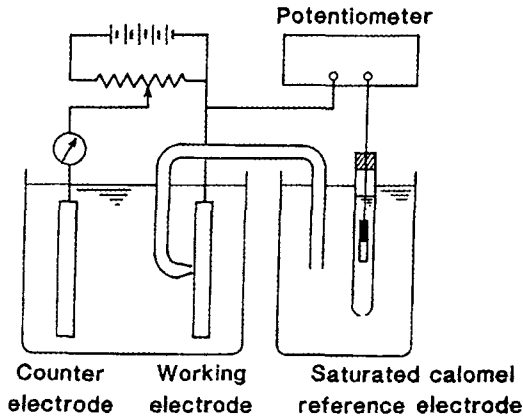 Potentiometer
Counter
electrode
Working
electrode
Saturated calomel
reference electrode